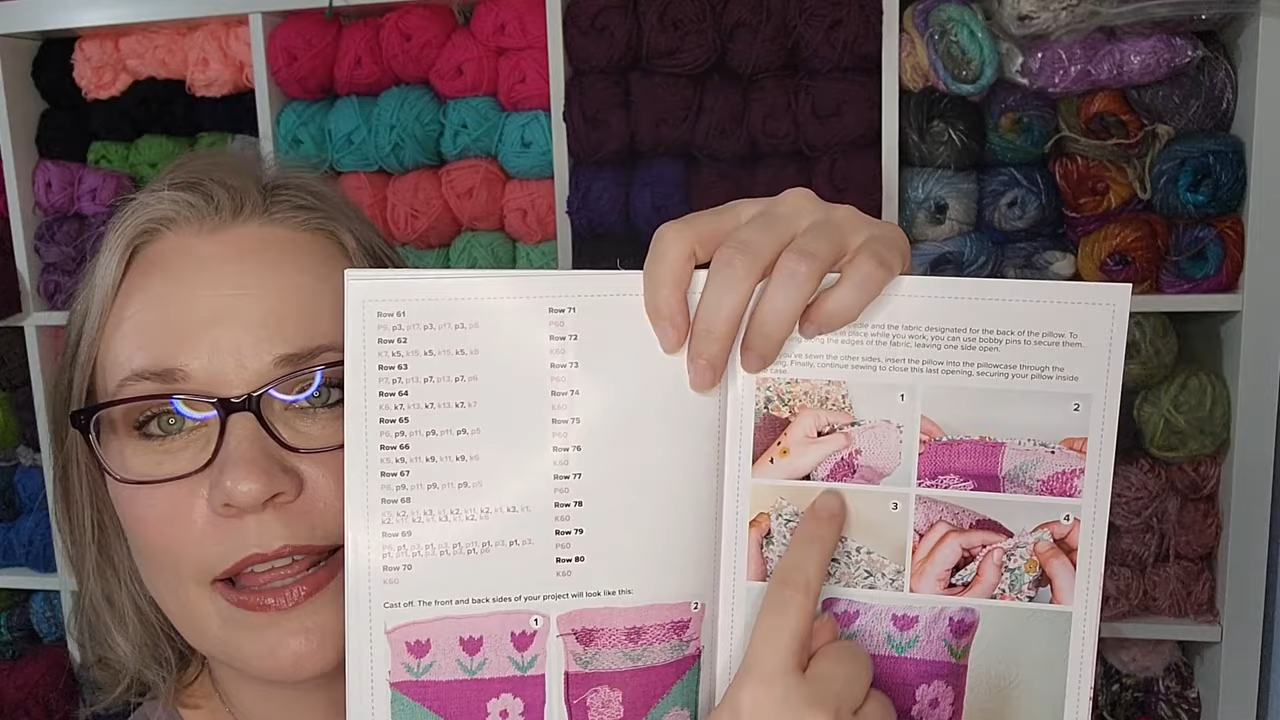 Row 61
P6, p3, p17, p3, p17, p3, p8
Row 62
K7, k5, k15, k5, k15, k5, k8
Row 63
P7, p7, p13, p7, p13, p7, p6
Row 64
K6, k7, k13, k7, k13, k7, k7
Row 65
P6, p9, p11, p9, p11, p9, p5
Row 66
K5, k9, k11, k9, k11, k9, k6
Row 67
P6, p9, p11, p9, p11, p9, p5
Row 68
Row 69
Row 70
K60
Row 71
P60
Row 72
K60
Row 73
P60
Row 74
K60
Row 75
P60
Row 76
K60
Row 77
P60
Row 78
K60
Row 79
P60
Row 80
K60
Cast off. The front and back sides of your project will look like this:
1
2
and the fabric designated for the back of the pillow. To
in place while you work, you can use bobby pins to secure them.
along the edges of the fabric, leaving one side open.
you've sewn the other sides, insert the pillow into the pillowcase through the
Finally, continue sewing to close this last opening, securing your pillow inside
case.
1
2
3
4